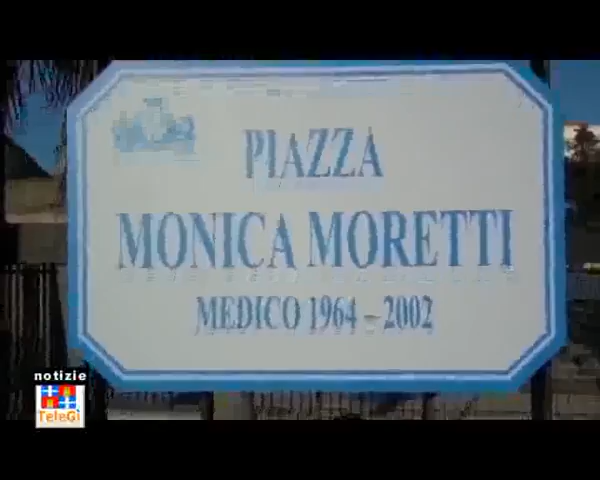 PIAZZA
MONICA MORETTI
MEDICO 1964 - 2002
notizie
TeleGi